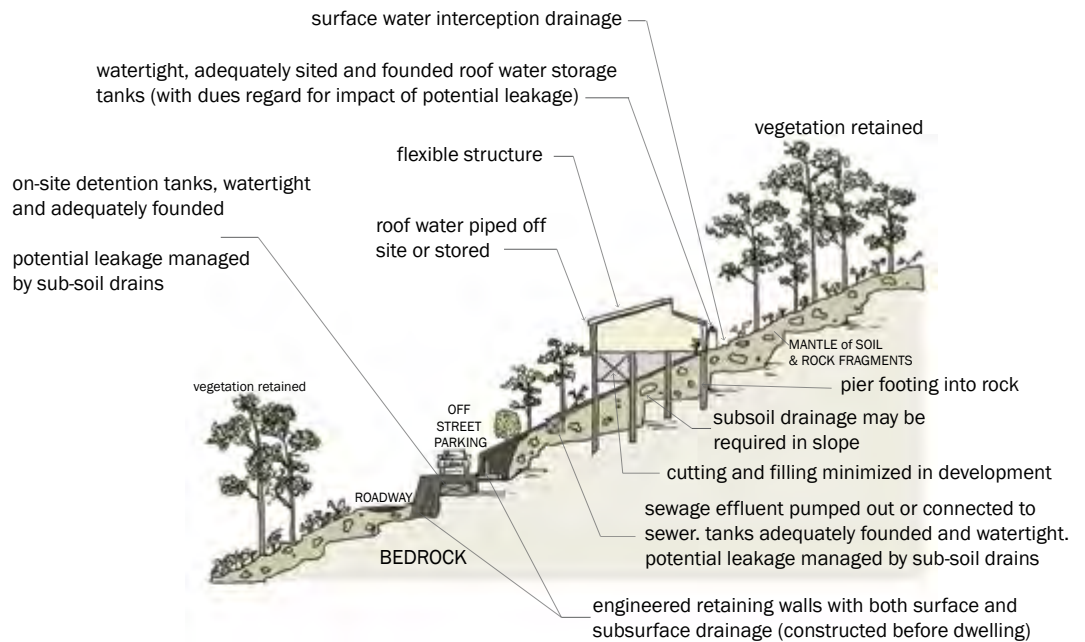 surface water interception drainage
watertight, adequately sited and founded roof water storage
tanks (with dues regard for impact of potential leakage)
vegetation retained
flexible structure
on-site detention tanks, watertight
and adequately founded
roof water piped off
site or stored
potential leakage managed
by sub-soil drains
MANTLE of SOIL
& ROCK FRAGMENTS
vegetation retained
pier footing into rock
OFF
STREET
PARKING
subsoil drainage may be
required in slope
cutting and filling minimized in development
ROADWAY
sewage effluent pumped out or connected to
sewer. tanks adequately founded and watertight.
potential leakage managed by sub-soil drains
BEDROCK
engineered retaining walls with both surface and
subsurface drainage (constructed before dwelling)